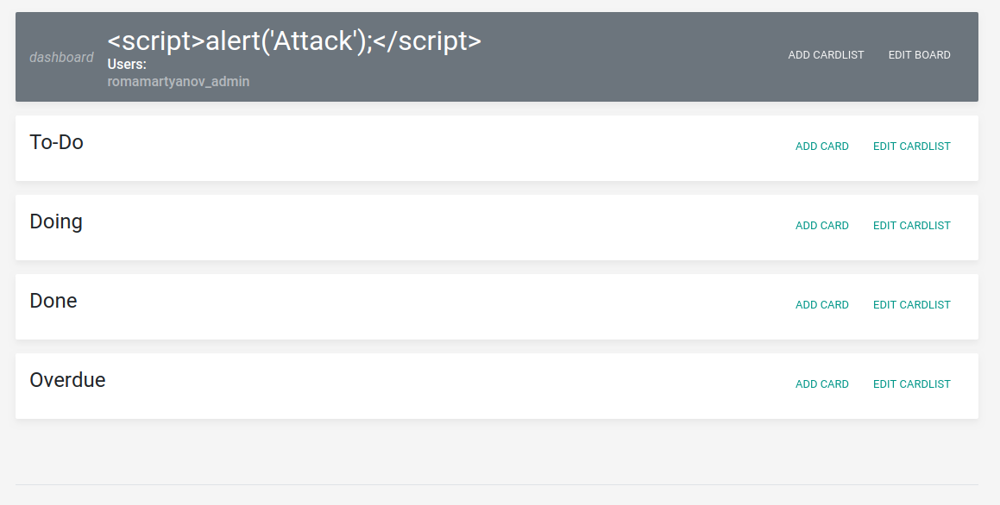 dashboard
<script>alert('Attack');</script>
Users:
romamartyanov_admin
ADD CARDLIST
EDIT BOARD
To-Do
ADD CARD
EDIT CARDLIST
Doing
ADD CARD
EDIT CARDLIST
Done
ADD CARD
EDIT CARDLIST
Overdue
ADD CARD
EDIT CARDLIST